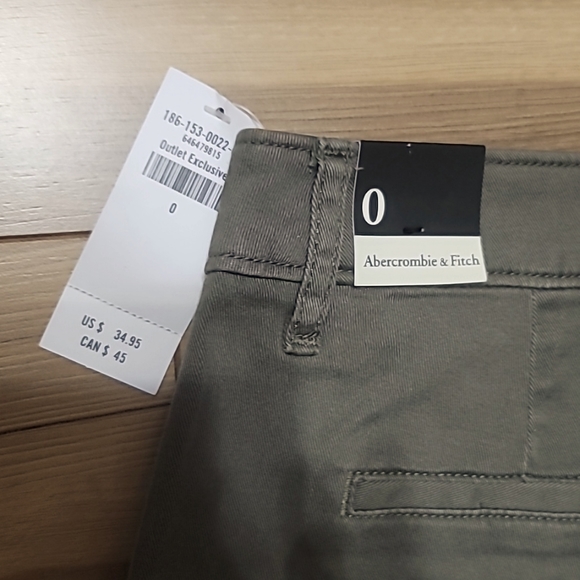 186-153-0022-
646479815
Outlet Exclusive
0
US $ 34.95
CAN $ 45
0
Abercrombie & Fitch